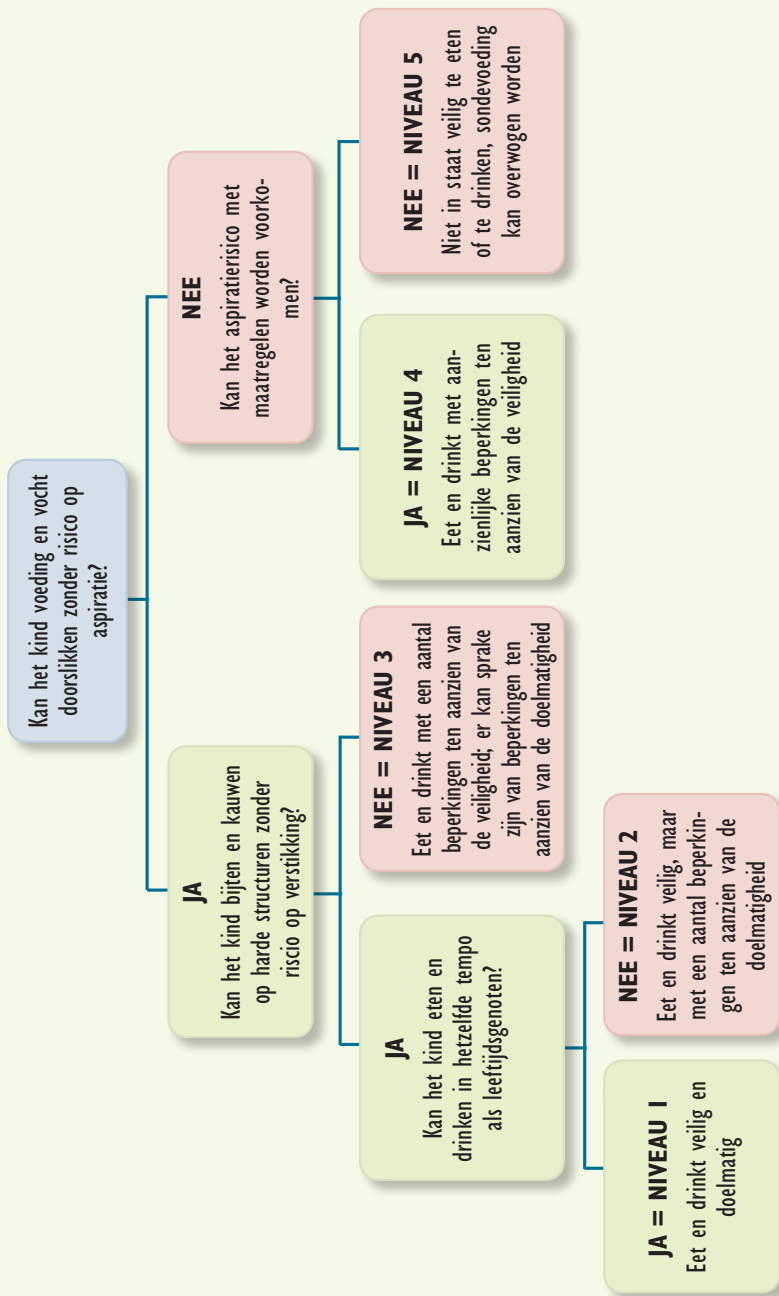 Kan het kind voeding en vocht
doorslikken zonder risico op
aspiratie?
JA
Kan het kind bijten en kauwen
op harde structuren zonder
riscio op verstikking?
NEE
Kan het aspiratierisico met
maatregelen worden voorko-
men?
JA
Kan het kind eten en
drinken in hetzelfde tempo
als leeftijdsgenoten?
NEE = NIVEAU 3
Eet en drinkt met een aantal
beperkingen ten aanzien van
de veiligheid; er kan sprake
zijn van beperkingen ten
aanzien van de doelmatigheid
JA = NIVEAU 4
Eet en drinkt met aan-
zienlijke beperkingen ten
aanzien van de veiligheid
NEE = NIVEAU 5
Niet in staat veilig te eten
of te drinken, sondevoeding
kan overwogen worden
JA = NIVEAU 1
Eet en drinkt veilig en
doelmatig
NEE = NIVEAU 2
Eet en drinkt veilig, maar
met een aantal beperkin-
gen ten aanzien van de
doelmatigheid